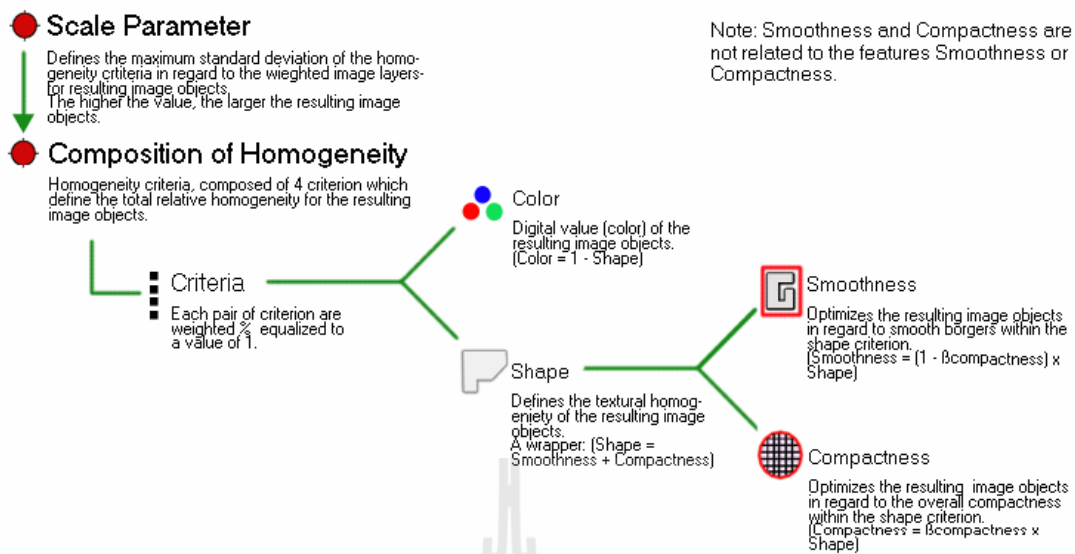 Scale Parameter
Defines the maximum standard deviation of the homo-
geneity crtiteria in regard to the wieghted image layers-
for resulting image objects.
The higher the value, the larger the resulting image
objects.
Note: Smoothness and Compactness are
not related to the features Smoothness or
Compactness.
Composition of Homogeneity
Homogeneity criteria, composed of 4 criterion which
define the total relative homogeneity for the resulting
image objects.
Criteria
Each pair of criterion are
weighted % equalized to
a value of 1.
Color
Digital value (color) of the
resulting image objects.
(Color = 1 - Shape)
Shape
Defines the textural homog-
eniety of the resulting image
objects.
A wrapper: (Shape =
Smoothness + Compactness)
Smoothness
Optimizes the resulting image objects
in regard to smooth borgers within the
shape criterion.
(Smoothness = (1 - ßcompactness) x
Shape)
Compactness
Optimizes the resulting image objects
in regard to the overall compactness
within the shape criterion.
(Compactness = ßcompactness x
Shape)